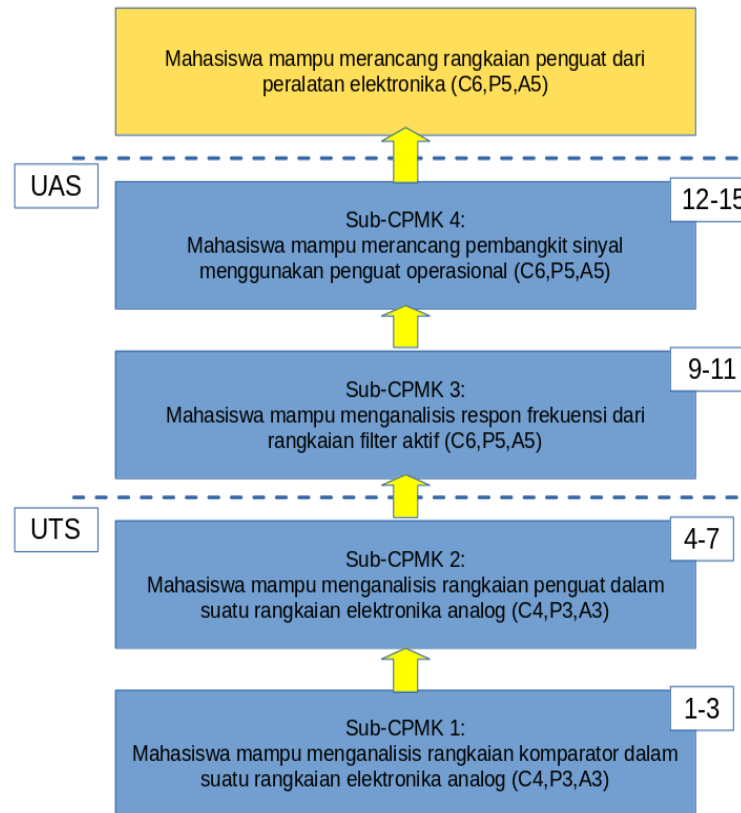 Mahasiswa mampu merancang rangkaian penguat dari
peralatan elektronika (C6,P5,A5)
UAS
12-15
Sub-CPMK 4:
Mahasiswa mampu merancang pembangkit sinyal
menggunakan penguat operasional (C6,P5,A5)
9-11
Sub-CPMK 3:
Mahasiswa mampu menganalisis respon frekuensi dari
rangkaian filter aktif (C6,P5,A5)
UTS
4-7
Sub-CPMK 2:
Mahasiswa mampu menganalisis rangkaian penguat dalam
suatu rangkaian elektronika analog (C4,P3,A3)
1-3
Sub-CPMK 1:
Mahasiswa mampu menganalisis rangkaian komparator dalam
suatu rangkaian elektronika analog (C4,P3,A3)